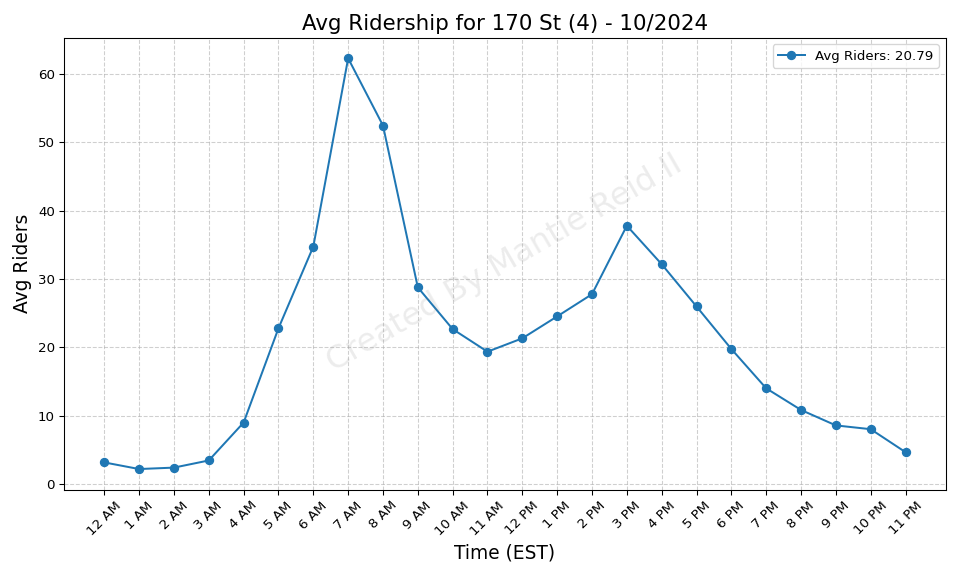 Avg Ridership for 170 St (4) - 10/2024
Avg Riders: 20.79
Avg Riders
60
50
40
30
20
10
0
Created By Mantie Reid II
12 AM
1 AM
2 AM
3 AM
4 AM
5 AM
6 AM
7 AM
8 AM
9 AM
10 AM
11 AM
12 PM
1 PM
2 PM
3 PM
4 PM
5 PM
6 PM
7 PM
8 PM
9 PM
10 PM
11 PM
Time (EST)